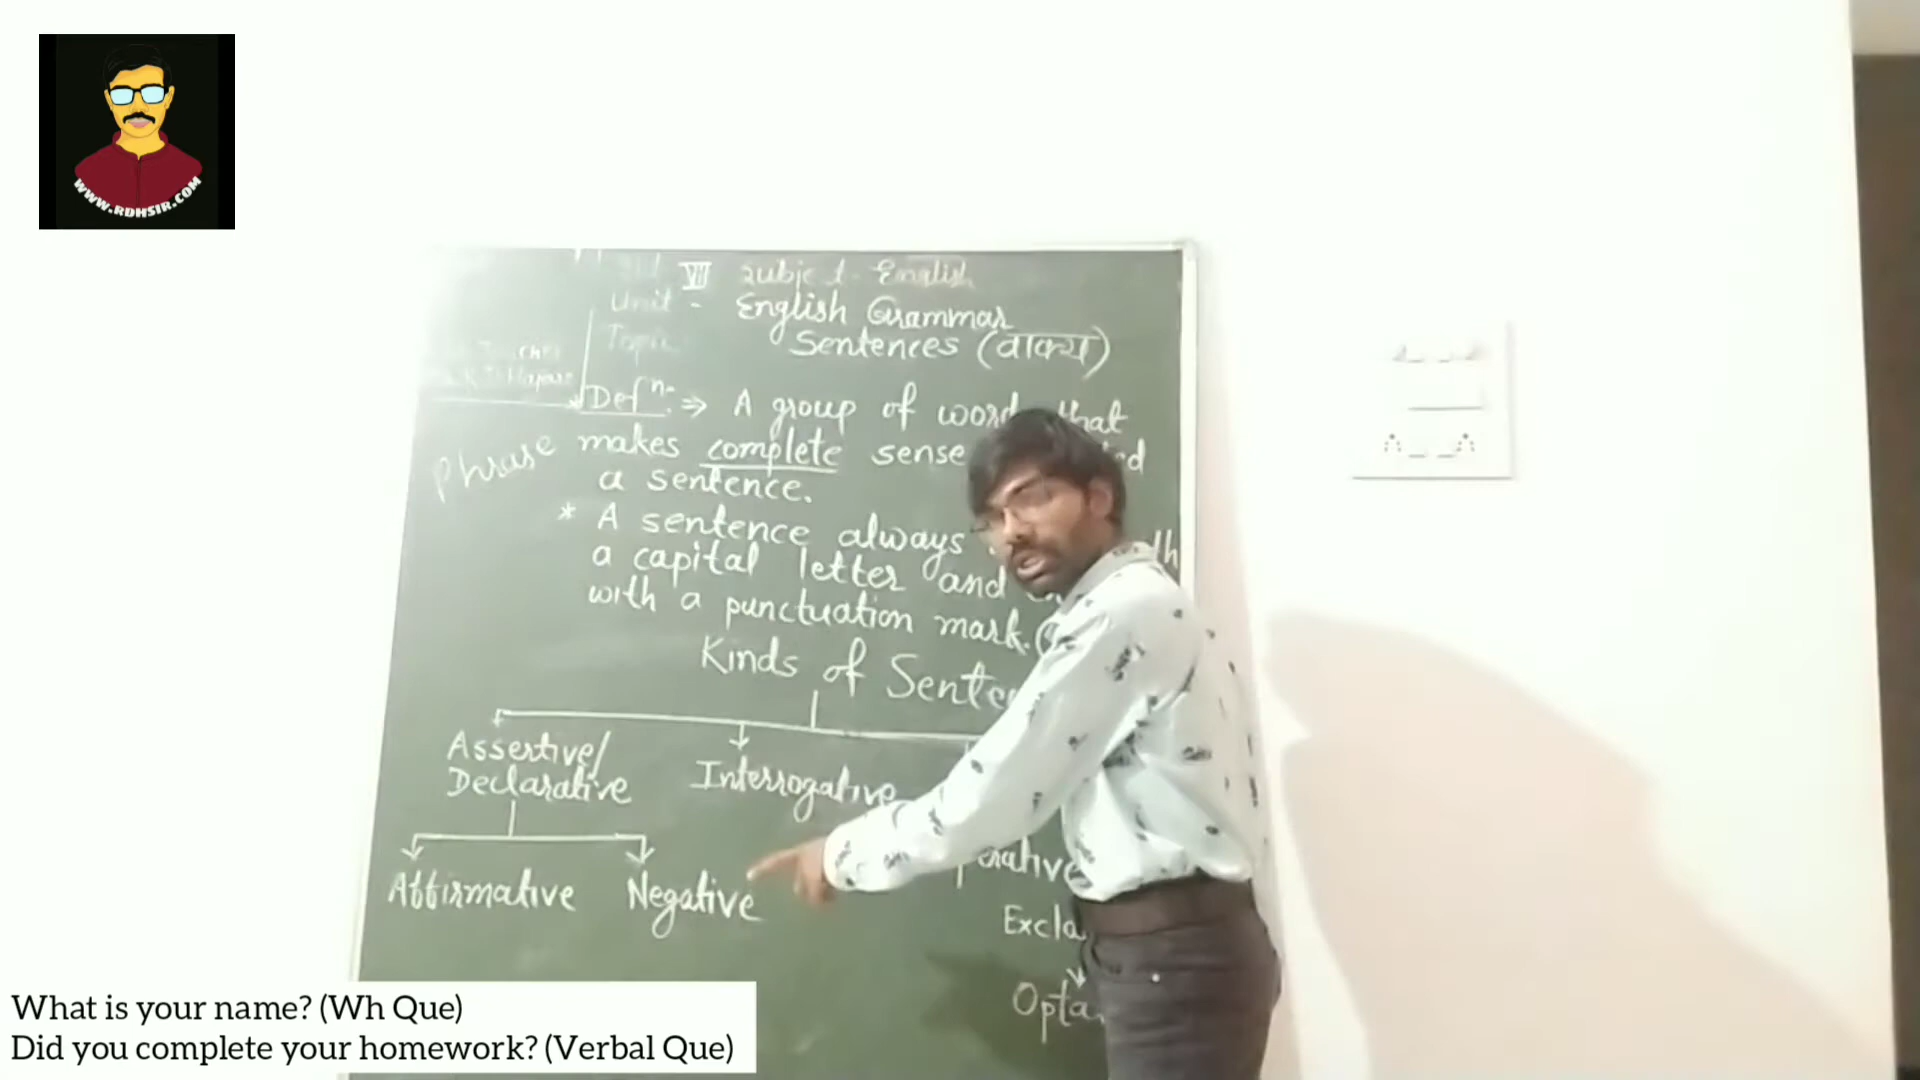 WWW.RDHSIR.COM
VII Subject - English
Unit - English Grammar
Topic Sentences (वाक्य)
Defn. ⇒ A group of words that
Phrase makes complete sense
a sentence.
* A sentence always
a capital letter and
with a punctuation mark.
Kinds of Sente
Assertive/
Declarative
Interrogative
erative
Affirmative Negative
Excla
Opta
What is your name? (Wh Que)
Did you complete your homework? (Verbal Que)